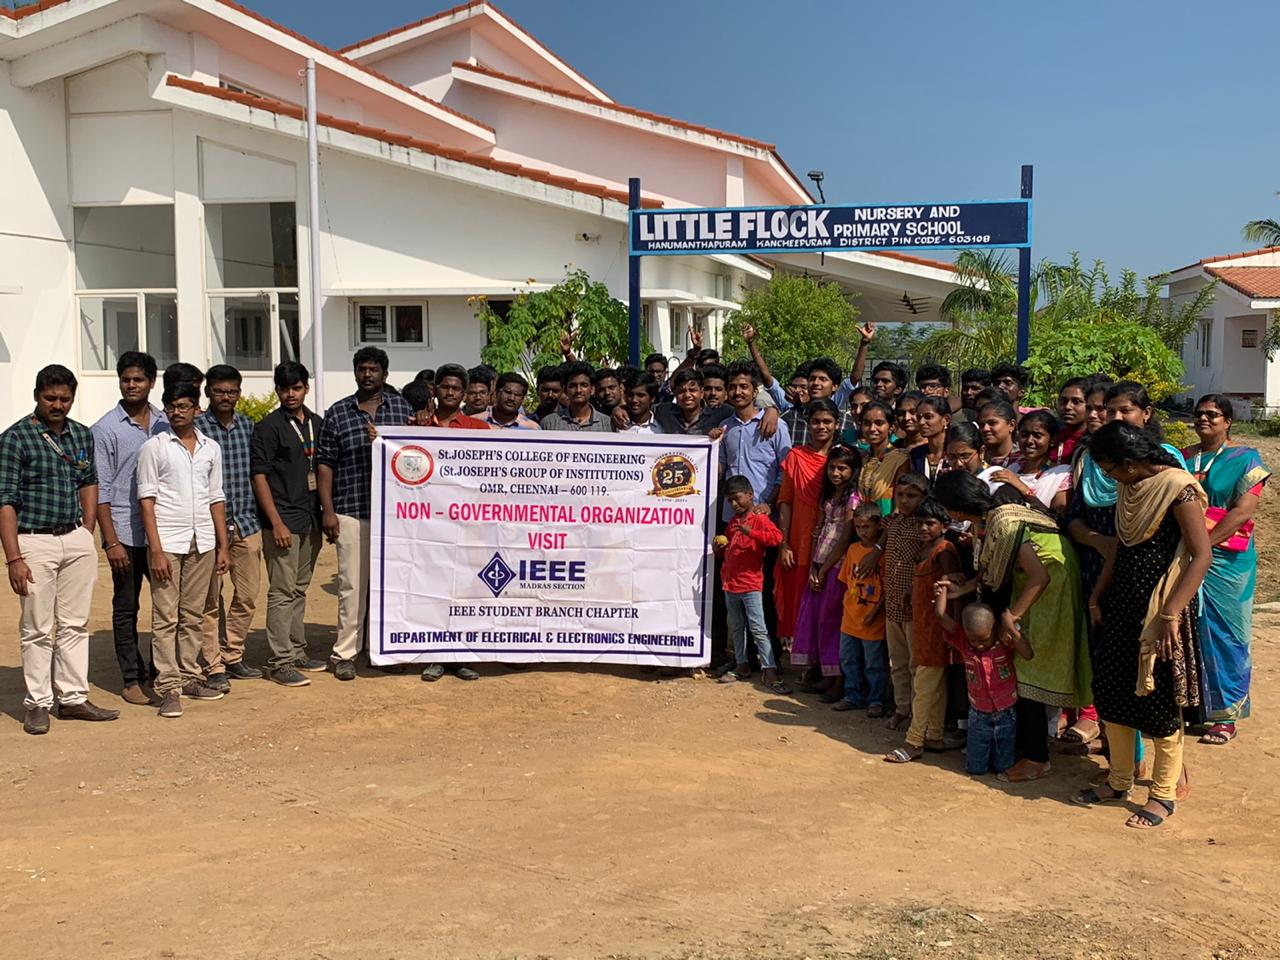 LITTLE FLOCK NURSERY AND
PRIMARY SCHOOL
HANUMANTHAPURAM KANCHEEPURAM DISTRICT PIN CODE-603108
St.JOSEPH'S COLLEGE OF ENGINEERING
(St.JOSEPH'S GROUP OF INSTITUTIONS)
OMR, CHENNAI – 600 119.
25
NON – GOVERNMENTAL ORGANIZATION
VISIT
IEEE
MADRAS SECTION
IEEE STUDENT BRANCH CHAPTER
DEPARTMENT OF ELECTRICAL & ELECTRONICS ENGINEERING